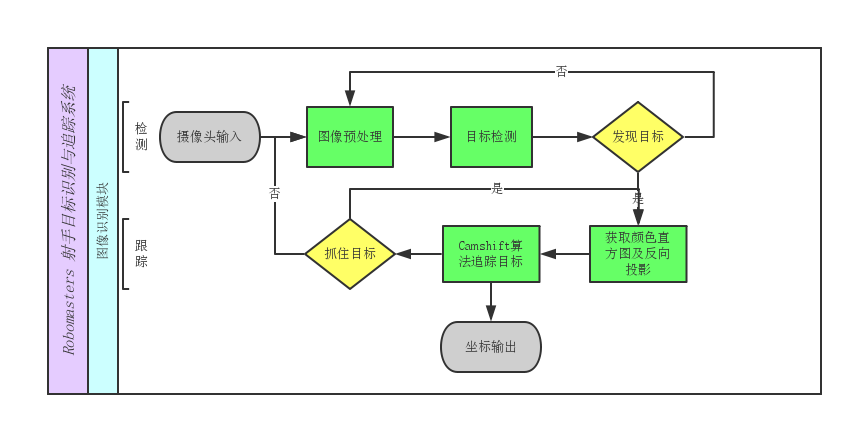 Robomasters 射手目标识别与追踪系统
图像识别模块
检
测
摄像头输入
图像预处理
目标检测
发现目标
否
是
跟
踪
否
抓住目标
是
Camshift算
法追踪目标
获取颜色直
方图及反向
投影
坐标输出